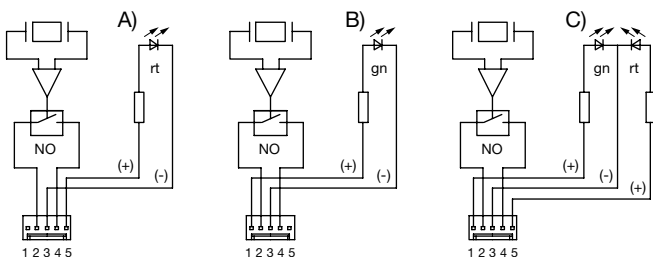 A)
rt
NO
(+)
(-)
1 2 3 4 5
B)
gn
NO
(+)
(-)
1 2 3 4 5
C)
gn
rt
NO
(+)
(-)
(+)
1 2 3 4 5